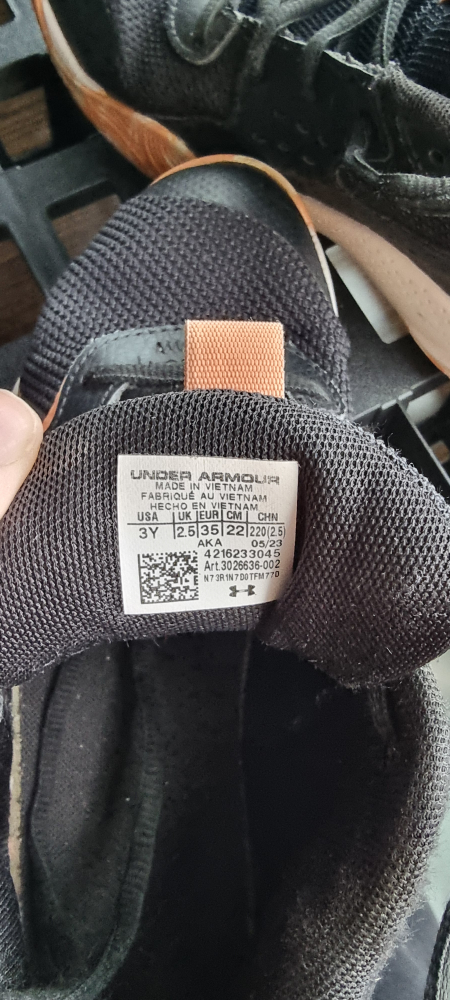 UNDER ARMOUR
MADE IN VIETNAM
FABRIQUÉ AU VIETNAM
HECHO EN VIETNAM
USA UK EUR CM CHN
3Y 2.5 35 22 220(2.5)
AKA 05/23
4216233045
Art.3026636-002
N73R1N7D0TFM77D